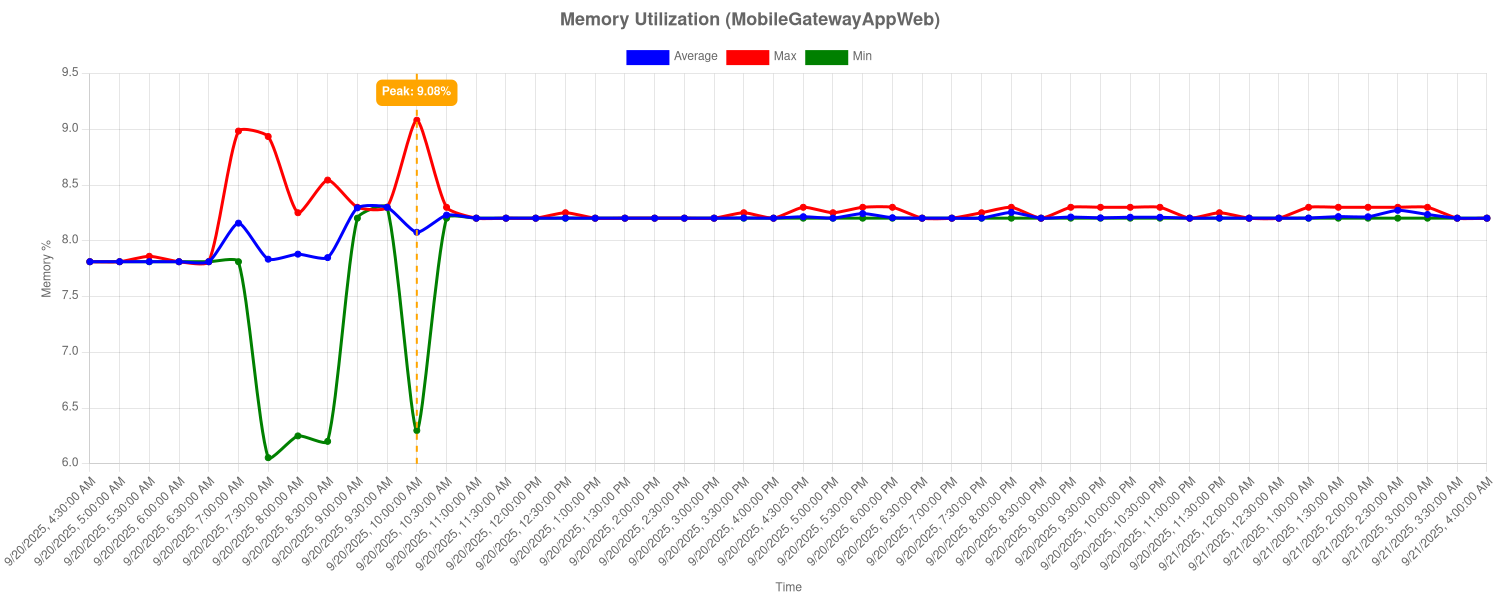 Memory Utilization (MobileGatewayAppWeb)
Average Max Min
Peak: 9.08%
9.5
9.0
8.5
8.0
7.5
7.0
6.5
6.0
Memory %
9/20/2025, 4:30:00 AM
9/20/2025, 5:00:00 AM
9/20/2025, 5:30:00 AM
9/20/2025, 6:00:00 AM
9/20/2025, 6:30:00 AM
9/20/2025, 7:00:00 AM
9/20/2025, 7:30:00 AM
9/20/2025, 8:00:00 AM
9/20/2025, 8:30:00 AM
9/20/2025, 9:00:00 AM
9/20/2025, 9:30:00 AM
9/20/2025, 10:00:00 AM
9/20/2025, 10:30:00 AM
9/20/2025, 11:00:00 AM
9/20/2025, 11:30:00 AM
9/20/2025, 12:00:00 PM
9/20/2025, 12:30:00 PM
9/20/2025, 1:00:00 PM
9/20/2025, 1:30:00 PM
9/20/2025, 2:00:00 PM
9/20/2025, 2:30:00 PM
9/20/2025, 3:00:00 PM
9/20/2025, 3:30:00 PM
9/20/2025, 4:00:00 PM
9/20/2025, 4:30:00 PM
9/20/2025, 5:00:00 PM
9/20/2025, 5:30:00 PM
9/20/2025, 6:00:00 PM
9/20/2025, 6:30:00 PM
9/20/2025, 7:00:00 PM
9/20/2025, 7:30:00 PM
9/20/2025, 8:00:00 PM
9/20/2025, 8:30:00 PM
9/20/2025, 9:00:00 PM
9/20/2025, 9:30:00 PM
9/20/2025, 10:00:00 PM
9/20/2025, 10:30:00 PM
9/20/2025, 11:00:00 PM
9/20/2025, 11:30:00 PM
9/21/2025, 12:00:00 AM
9/21/2025, 12:30:00 AM
9/21/2025, 1:00:00 AM
9/21/2025, 1:30:00 AM
9/21/2025, 2:00:00 AM
9/21/2025, 2:30:00 AM
9/21/2025, 3:00:00 AM
9/21/2025, 3:30:00 AM
9/21/2025, 4:00:00 AM
Time